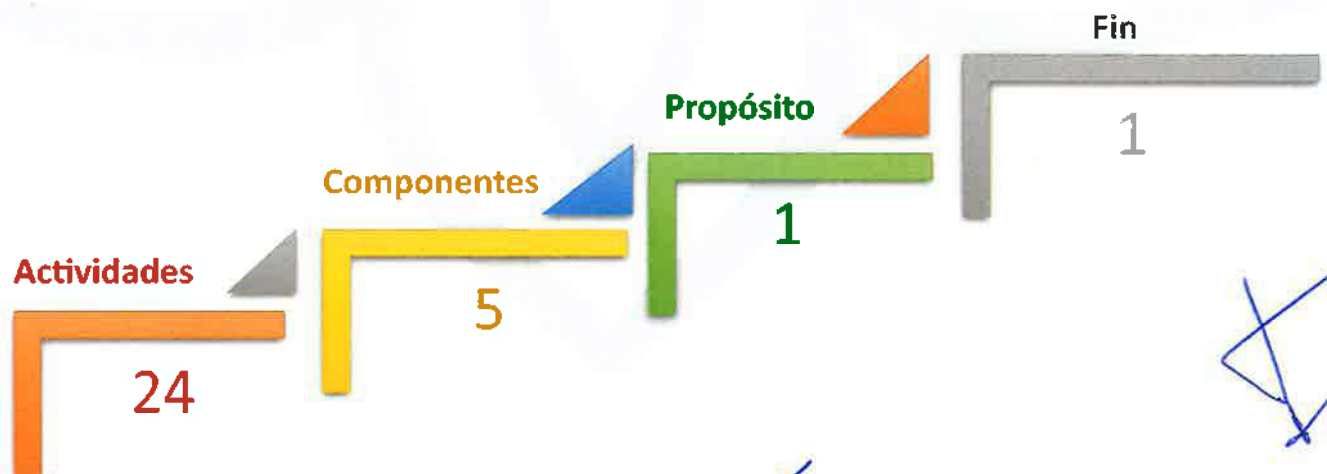 Fin
1
Propósito
1
Componentes
5
Actividades
24